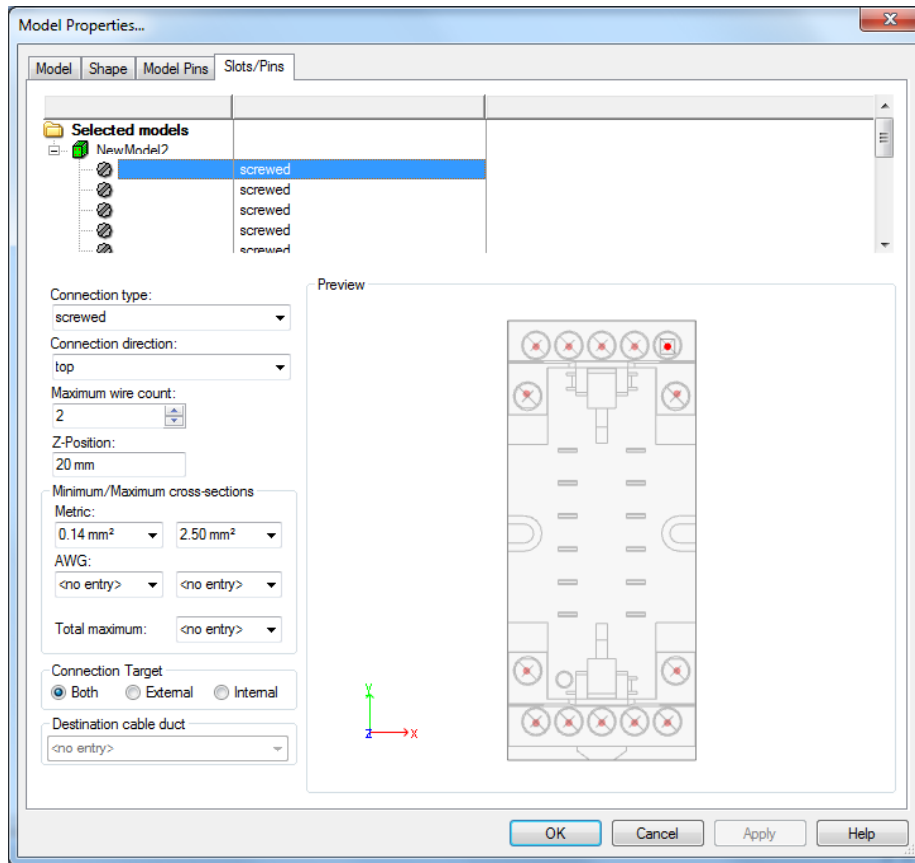 Model Properties...
Model Shape Model Pins Slots/Pins
Selected models
NewModel2
screwed
screwed
screwed
screwed
screwed
Connection type:
screwed
Connection direction:
top
Maximum wire count:
2
Z-Position:
20 mm
Minimum/Maximum cross-sections
Metric:
0.14 mm² 2.50 mm²
AWG:
<no entry> <no entry>
Total maximum: <no entry>
Connection Target
Both External Internal
Destination cable duct
<no entry>
Preview
y
z x
OK Cancel Apply Help